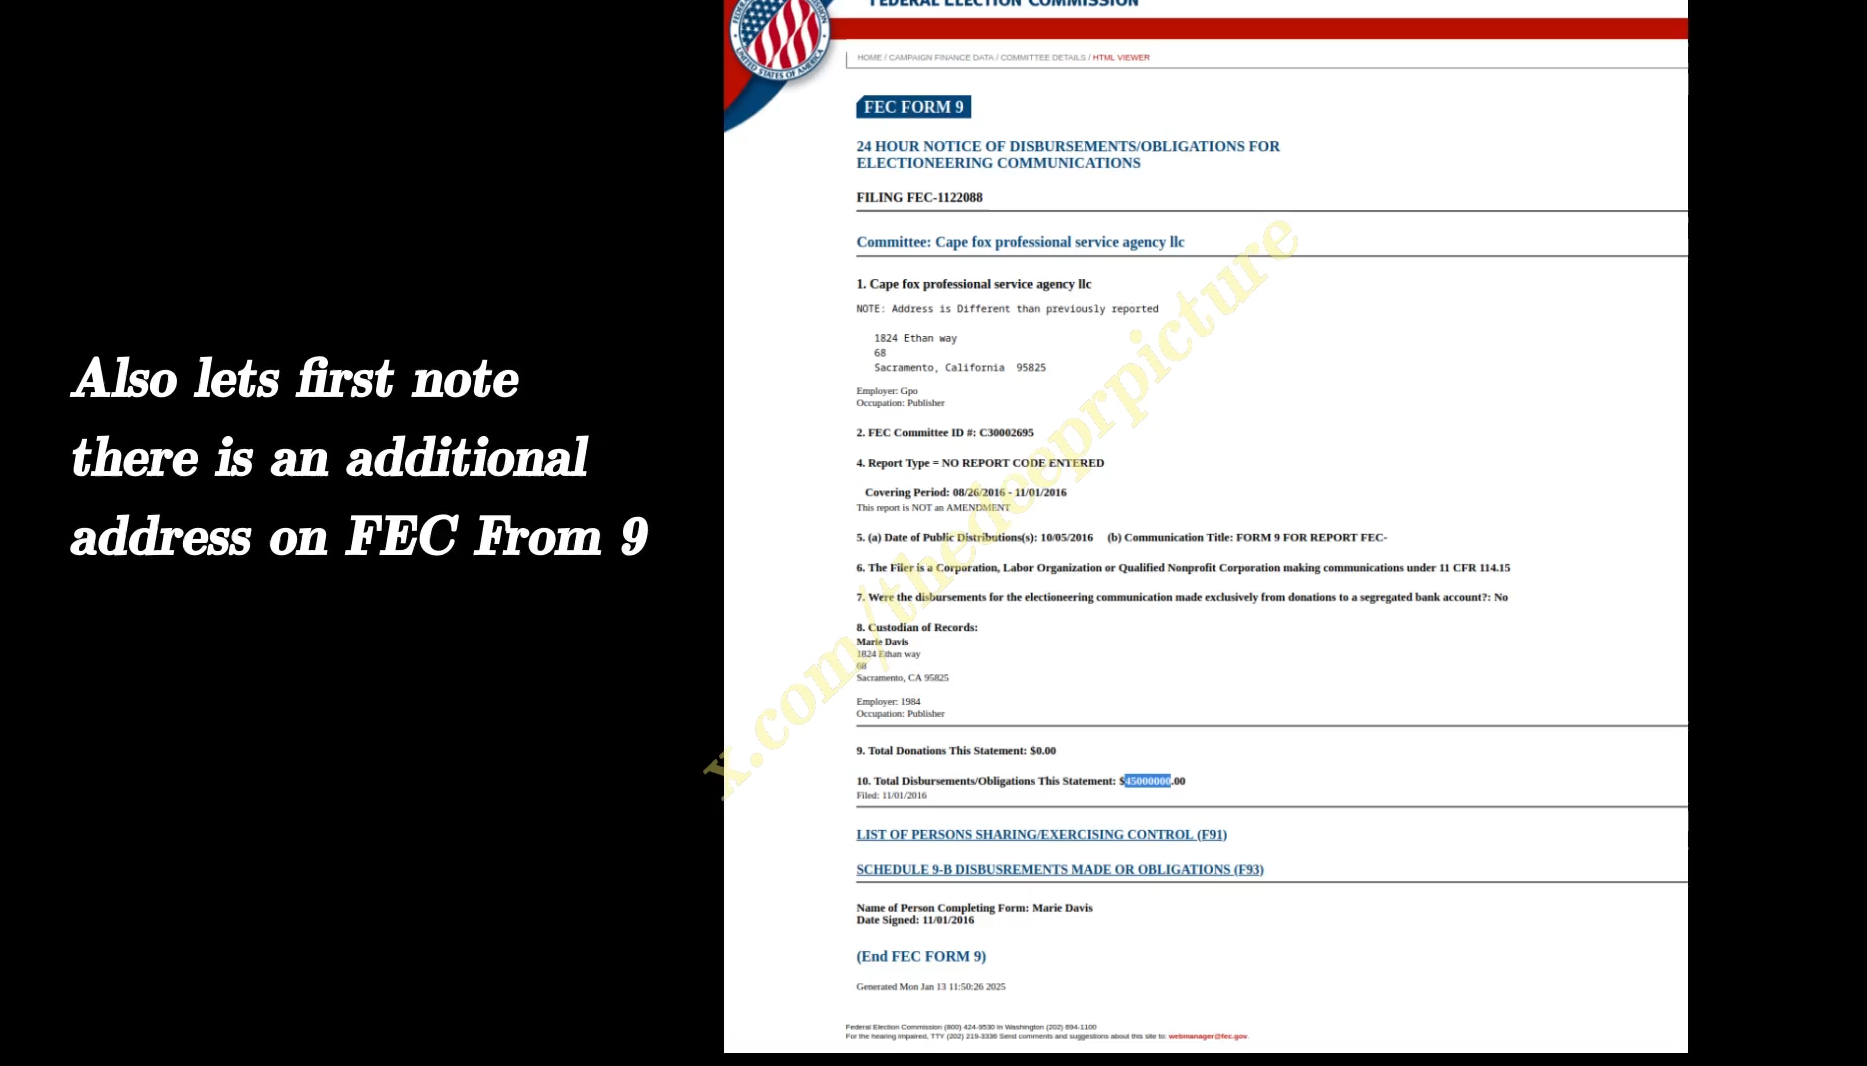 Also lets first note
there is an additional
address on FEC From 9
FEDERAL ELECTION COMMISSION
UNITED STATES OF AMERICA
HOME / CAMPAIGN FINANCE DATA / COMMITTEE DETAILS / HTML VIEWER
FEC FORM 9
24 HOUR NOTICE OF DISBURSEMENTS/OBLIGATIONS FOR
ELECTIONEERING COMMUNICATIONS
FILING FEC-1122088
Committee: Cape fox professional service agency llc
1. Cape fox professional service agency llc
NOTE: Address is Different than previously reported
1824 Ethan way
68
Sacramento, California 95825
Employer: Gpo
Occupation: Publisher
2. FEC Committee ID #: C30002695
4. Report Type = NO REPORT CODE ENTERED
Covering Period: 08/26/2016 - 11/01/2016
This report is NOT an AMENDMENT
5. (a) Date of Public Distributions(s): 10/05/2016 (b) Communication Title: FORM 9 FOR REPORT FEC-
6. The Filer is a Corporation, Labor Organization or Qualified Nonprofit Corporation making communications under 11 CFR 114.15
7. Were the disbursements for the electioneering communication made exclusively from donations to a segregated bank account?: No
8. Custodian of Records:
Marie Davis
1824 Ethan way
68
Sacramento, CA 95825
Employer: 1984
Occupation: Publisher
9. Total Donations This Statement: $0.00
10. Total Disbursements/Obligations This Statement: $45000000.00
Filed: 11/01/2016
LIST OF PERSONS SHARING/EXERCISING CONTROL (F91)
SCHEDULE 9-B DISBUSREMENTS MADE OR OBLIGATIONS (F93)
Name of Person Completing Form: Marie Davis
Date Signed: 11/01/2016
(End FEC FORM 9)
Generated Mon Jan 13 11:50:26 2025
Federal Election Commission (800) 424-9530 In Washington (202) 694-1100
For the hearing impaired, TTY (202) 219-3336 Send comments and suggestions about this site to: webmanager@fec.gov.
x.com/thedeeprpicture